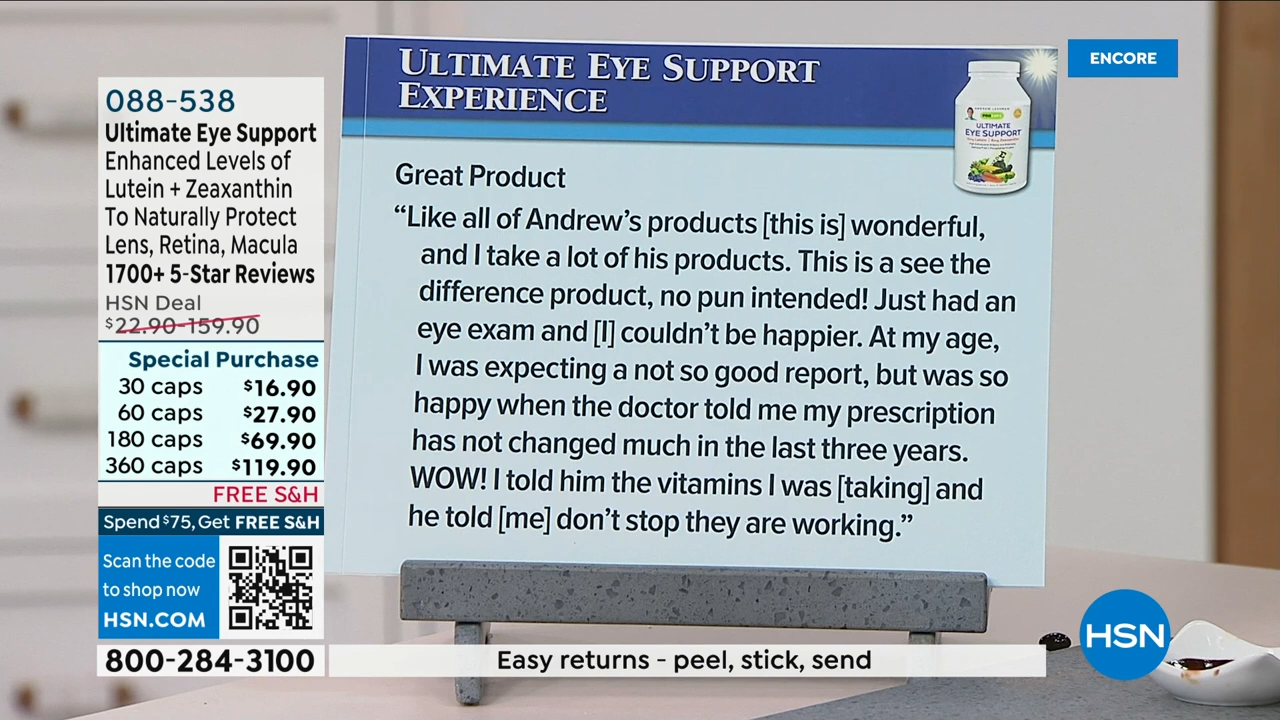 ENCORE
088-538
Ultimate Eye Support
Enhanced Levels of
Lutein + Zeaxanthin
To Naturally Protect
Lens, Retina, Macula
1700+ 5-Star Reviews
HSN Deal
$22.90-159.90
Special Purchase
30 caps $16.90
60 caps $27.90
180 caps $69.90
360 caps $119.90
FREE S&H
Spend $75, Get FREE S&H
Scan the code
to shop now
HSN.COM
800-284-3100
Easy returns - peel, stick, send
HSN
ULTIMATE EYE SUPPORT
EXPERIENCE
ULTIMATE
EYE SUPPORT
Great Product
“Like all of Andrew’s products [this is] wonderful,
and I take a lot of his products. This is a see the
difference product, no pun intended! Just had an
eye exam and [I] couldn’t be happier. At my age,
I was expecting a not so good report, but was so
happy when the doctor told me my prescription
has not changed much in the last three years.
WOW! I told him the vitamins I was [taking] and
he told [me] don’t stop they are working.”